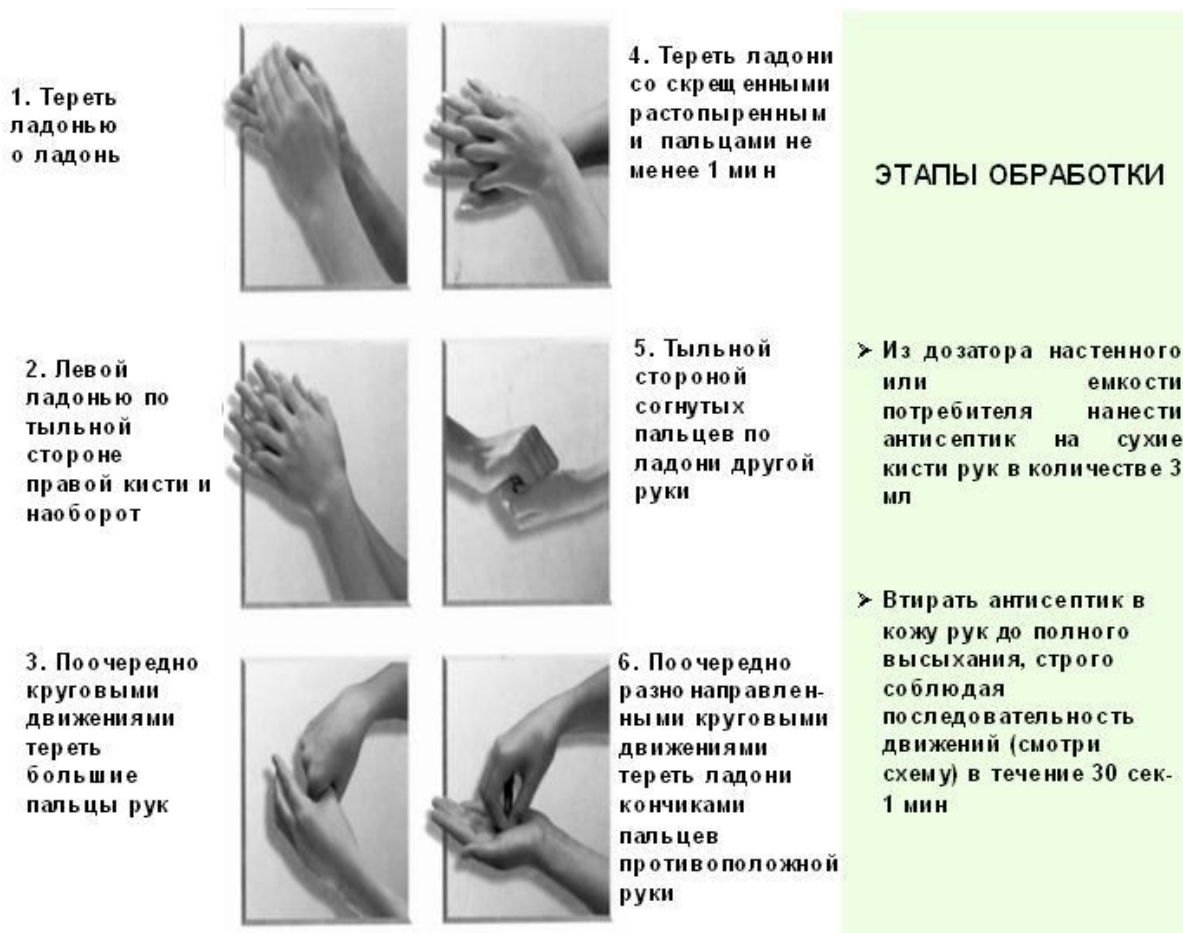 1. Тереть
ладонью
о ладонь
2. Левой
ладонью по
тыльной
стороне
правой кисти и
наоборот
3. Поочередно
круговыми
движениями
тереть
большие
пальцы рук
4. Тереть ладони
со скрещенными
растопыренным
и пальцами не
менее 1 мин
5. Тыльной
стороной
согнутых
пальцев по
ладони другой
руки
6. Поочередно
разнонаправлен-
ными круговыми
движениями
тереть ладони
кончиками
пальцев
противоположной
руки
ЭТАПЫ ОБРАБОТКИ
➢ Из дозатора настенного
или емкости
потребителя нанести
антисептик на сухие
кисти рук в количестве 3
мл
➢ Втирать антисептик в
кожу рук до полного
высыхания, строго
соблюдая
последовательность
движений (смотри
схему) в течение 30 сек-
1 мин